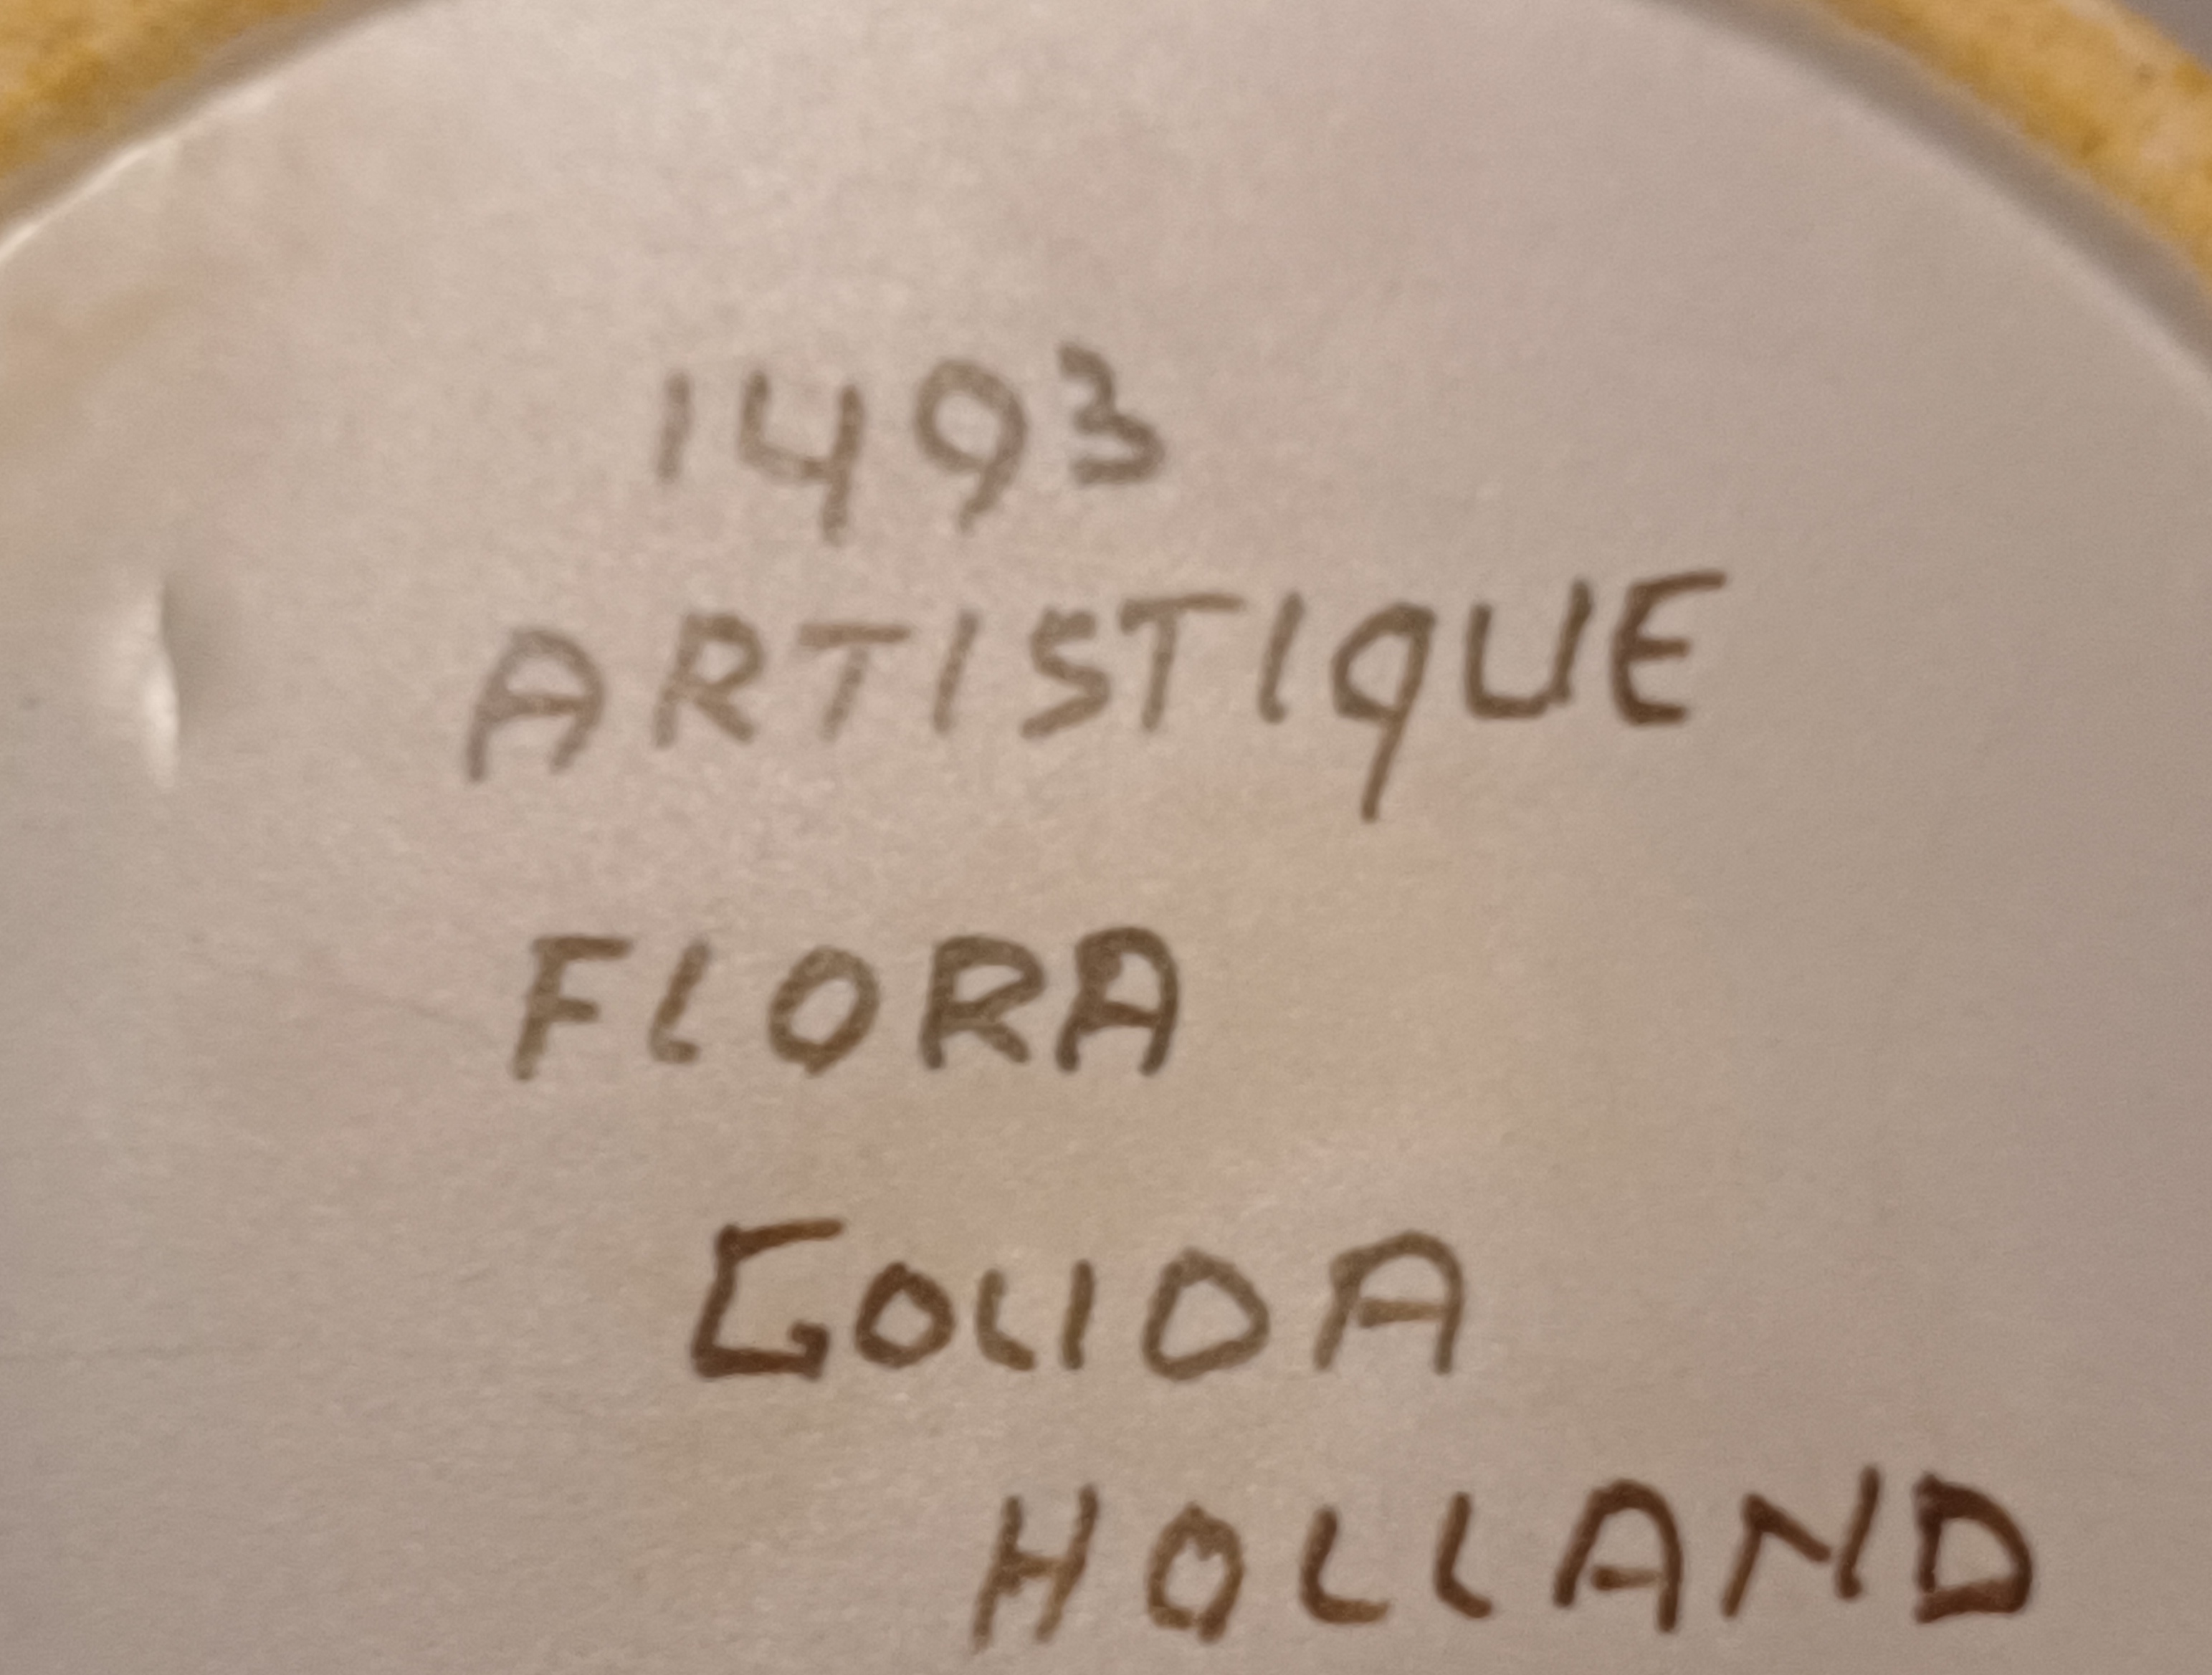 1493
ARTISTIQUE
FLORA
GOUDA
HOLLAND